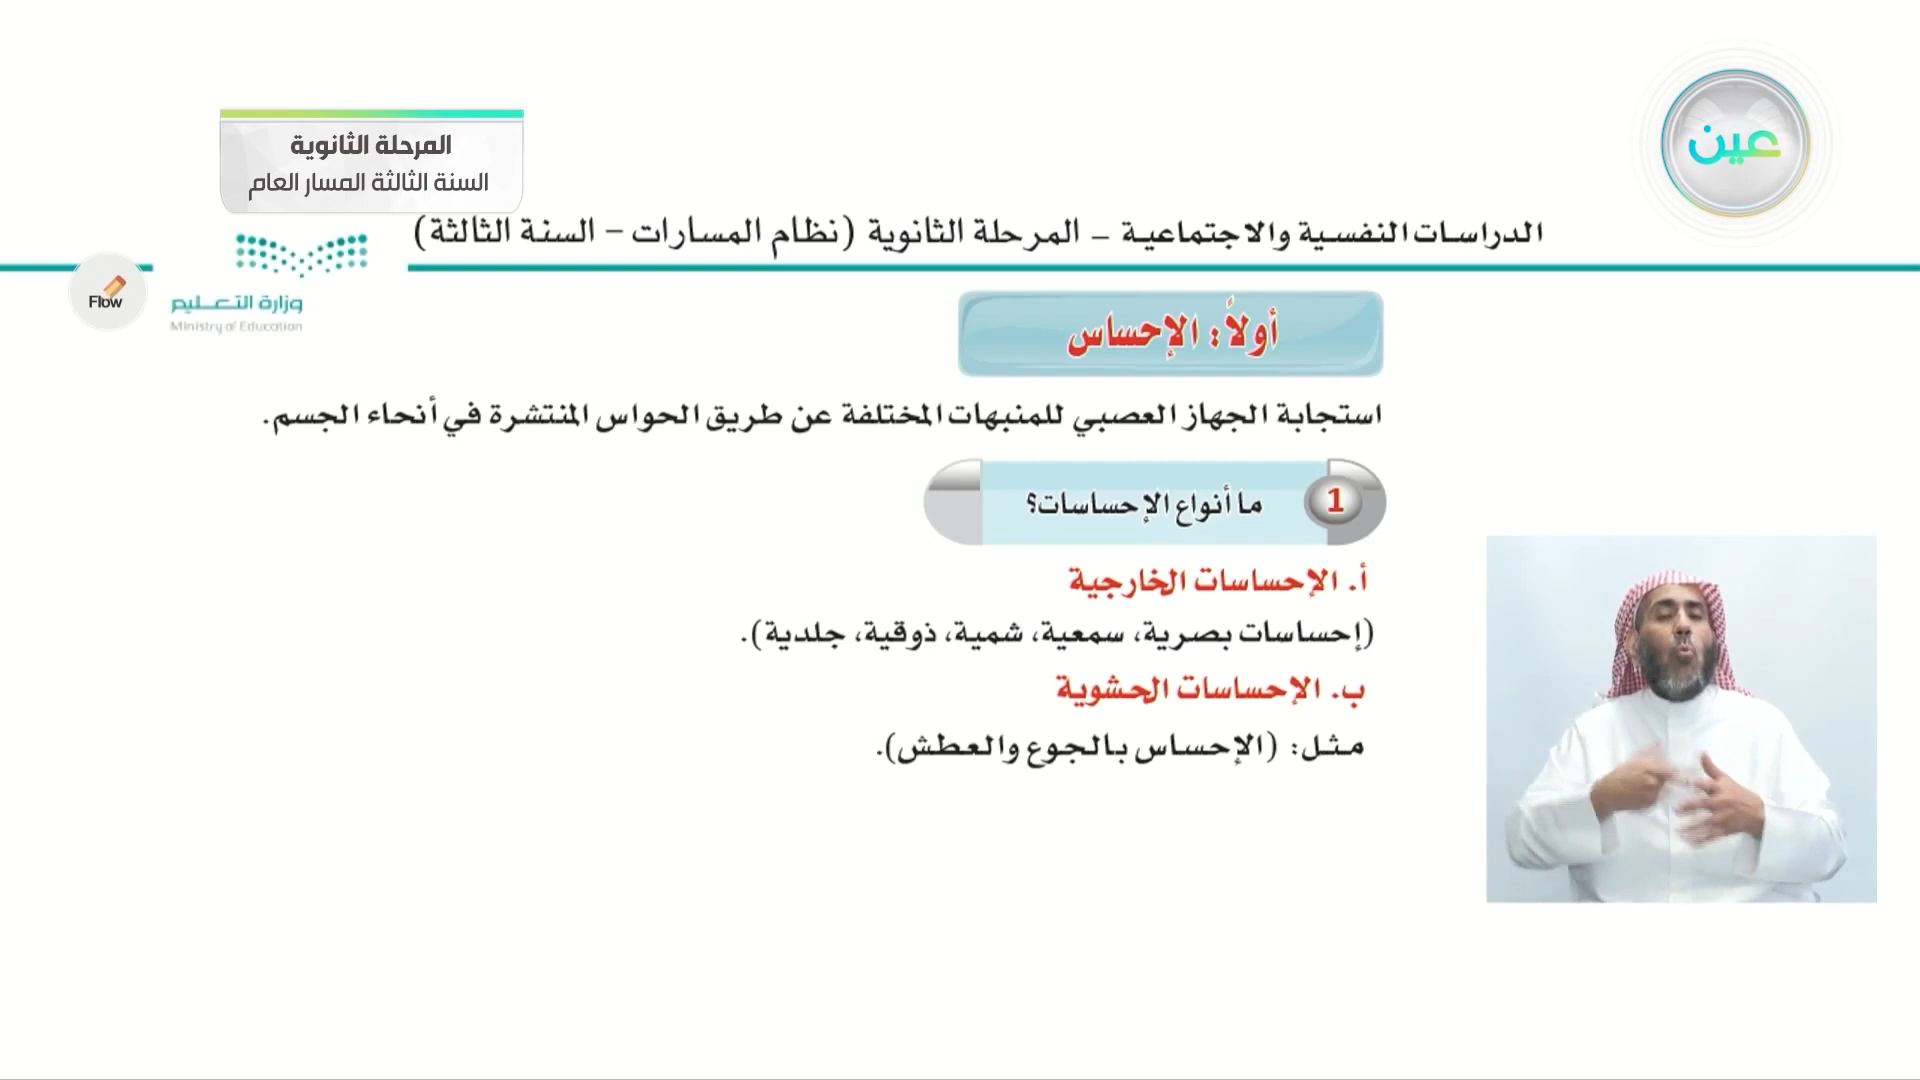 المرحلة الثانوية
السنة الثالثة المسار العام
عين
الدراسات النفسية والاجتماعية – المرحلة الثانوية (نظام المسارات – السنة الثالثة)
Flow
وزارة التعليم
Ministry of Education
أولاً: الإحساس
استجابة الجهاز العصبي للمنبهات المختلفة عن طريق الحواس المنتشرة في أنحاء الجسم.
1 ما أنواع الإحساسات؟
أ. الإحساسات الخارجية
(إحساسات بصرية، سمعية، شمية، ذوقية، جلدية).
ب. الإحساسات الحشوية
مثل: (الإحساس بالجوع والعطش).